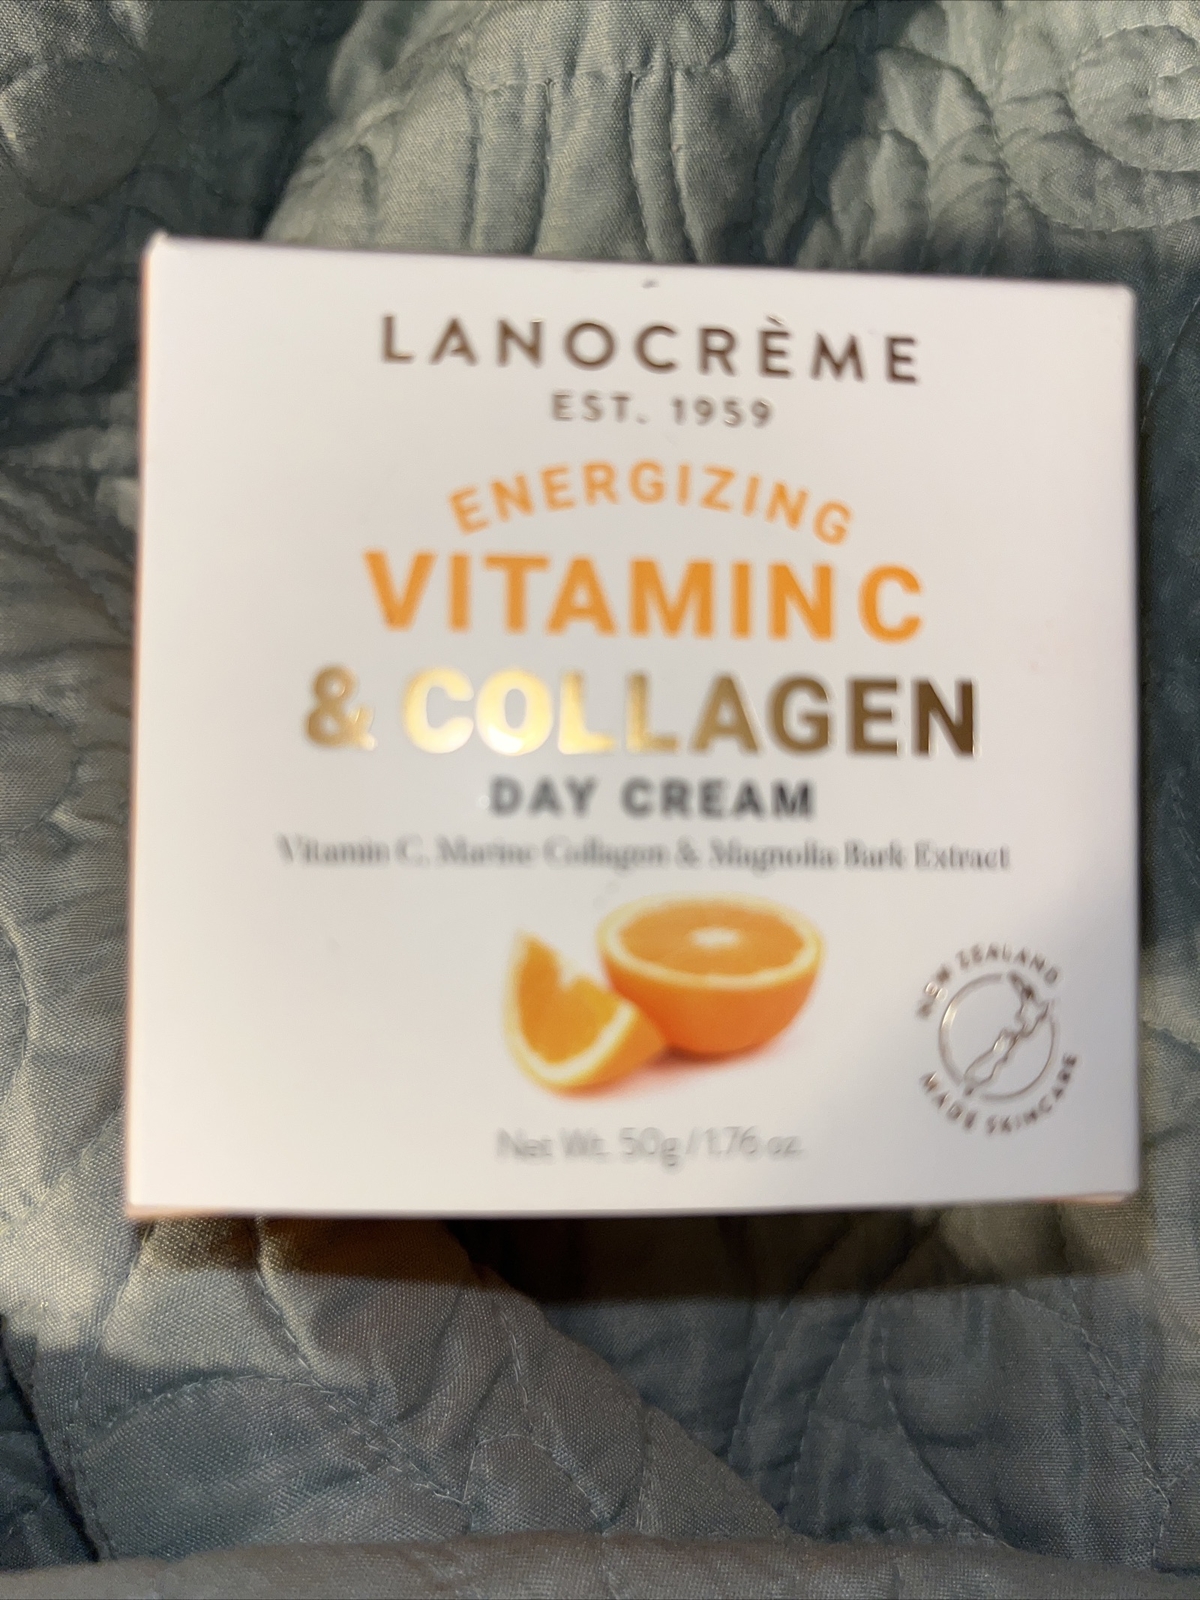 LANOCRÈME
EST. 1959
ENERGIZING
VITAMIN C
& COLLAGEN
DAY CREAM
Vitamin C, Marine Collagen & Magnolia Bark Extract
NEW ZEALAND
MADE SKINCARE
Net Wt. 50g / 1.76 oz.